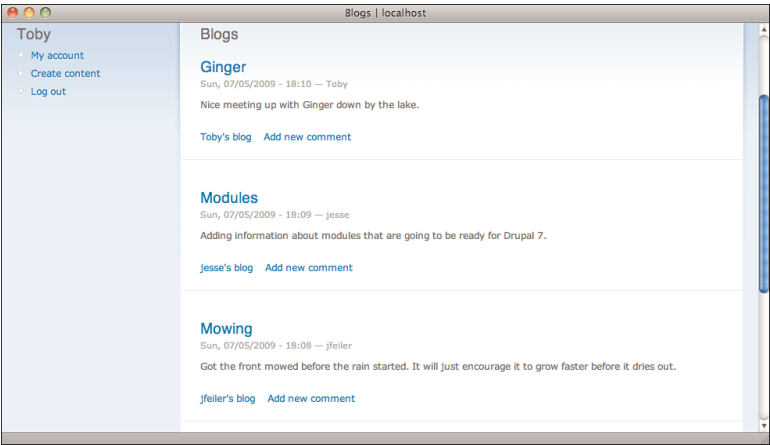 Blogs | localhost
Toby
My account
Create content
Log out
Blogs
Ginger
Sun, 07/05/2009 - 18:10 — Toby
Nice meeting up with Ginger down by the lake.
Toby's blog Add new comment
Modules
Sun, 07/05/2009 - 18:09 — jesse
Adding information about modules that are going to be ready for Drupal 7.
jesse's blog Add new comment
Mowing
Sun, 07/05/2009 - 18:08 — jfeiler
Got the front mowed before the rain started. It will just encourage it to grow faster before it dries out.
jfeiler's blog Add new comment